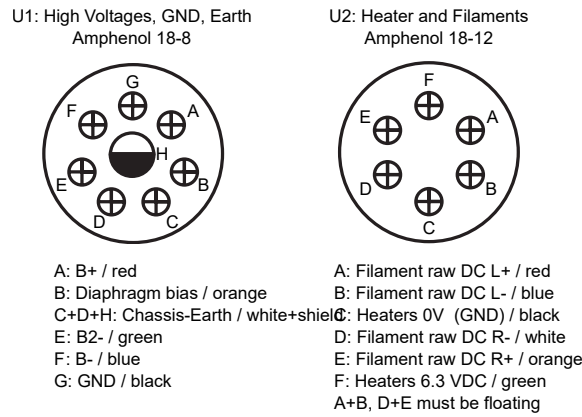 U1: High Voltages, GND, Earth
Amphenol 18-8
U2: Heater and Filaments
Amphenol 18-12
G
F
A
H
E
B
D
C
F
E
A
D
B
C
A: B+ / red
B: Diaphragm bias / orange
C+D+H: Chassis-Earth / white+shield
E: B2- / green
F: B- / blue
G: GND / black
A: Filament raw DC L+ / red
B: Filament raw DC L- / blue
C: Heaters 0V (GND) / black
D: Filament raw DC R- / white
E: Filament raw DC R+ / orange
F: Heaters 6.3 VDC / green
A+B, D+E must be floating